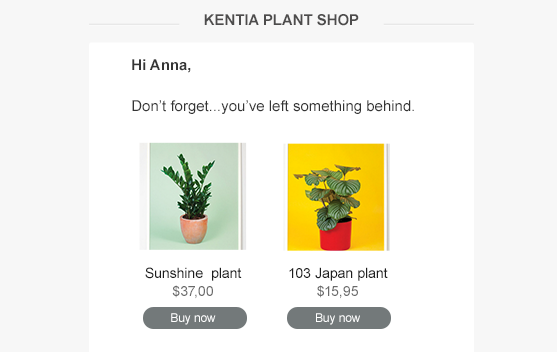 KENTIA PLANT SHOP
Hi Anna,
Don’t forget...you’ve left something behind.
Sunshine plant
$37,00
Buy now
103 Japan plant
$15,95
Buy now